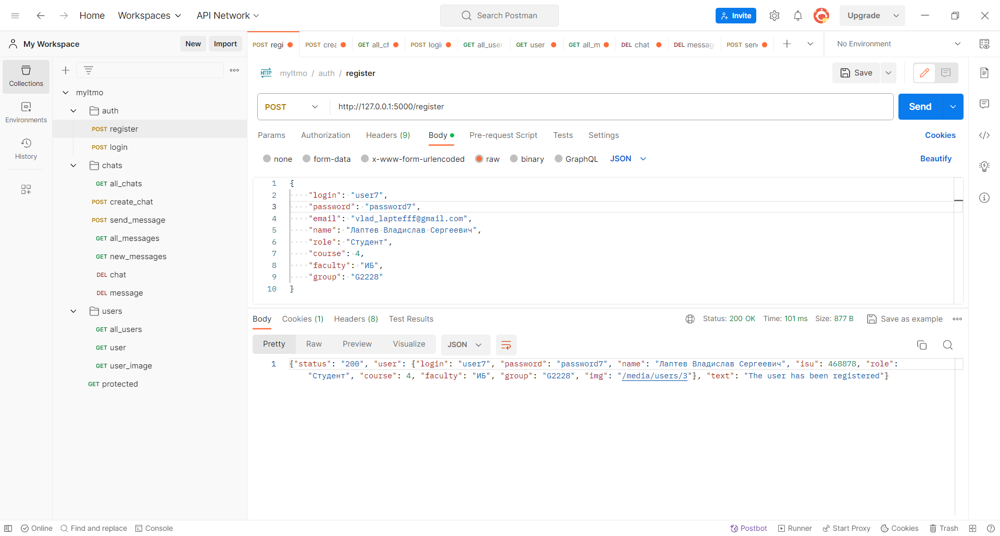 Home Workspaces API Network Search Postman Invite Upgrade
My Workspace New Import
POST regi POST crea GET all_ch POST logi GET all_user GET user GET all_m DEL chat DEL messag POST sen No Environment
Collections
Environments
History
myItmo
auth
POST register
POST login
chats
GET all_chats
POST create_chat
POST send_message
GET all_messages
GET new_messages
DEL chat
DEL message
users
GET all_users
GET user
GET user_image
GET protected
HTTP myItmo / auth / register Save
POST http://127.0.0.1:5000/register Send
Params Authorization Headers (9) Body Pre-request Script Tests Settings Cookies
none form-data x-www-form-urlencoded raw binary GraphQL JSON Beautify
1 {
2 "login": "user7",
3 "password": "password7",
4 "email": "vlad_laptefff@gmail.com",
5 "name": "Лаптев Владислав Сергеевич",
6 "role": "Студент",
7 "course": 4,
8 "faculty": "ИБ",
9 "group": "G2228"
10 }
Body Cookies (1) Headers (8) Test Results Status: 200 OK Time: 101 ms Size: 877 B Save as example
Pretty Raw Preview Visualize JSON
1 {"status": "200", "user": {"login": "user7", "password": "password7", "name": "Лаптев Владислав Сергеевич", "isu": 468878, "role":
"Студент", "course": 4, "faculty": "ИБ", "group": "G2228", "img": "/media/users/3"}, "text": "The user has been registered"}
Online Find and replace Console Postbot Runner Start Proxy Cookies Trash